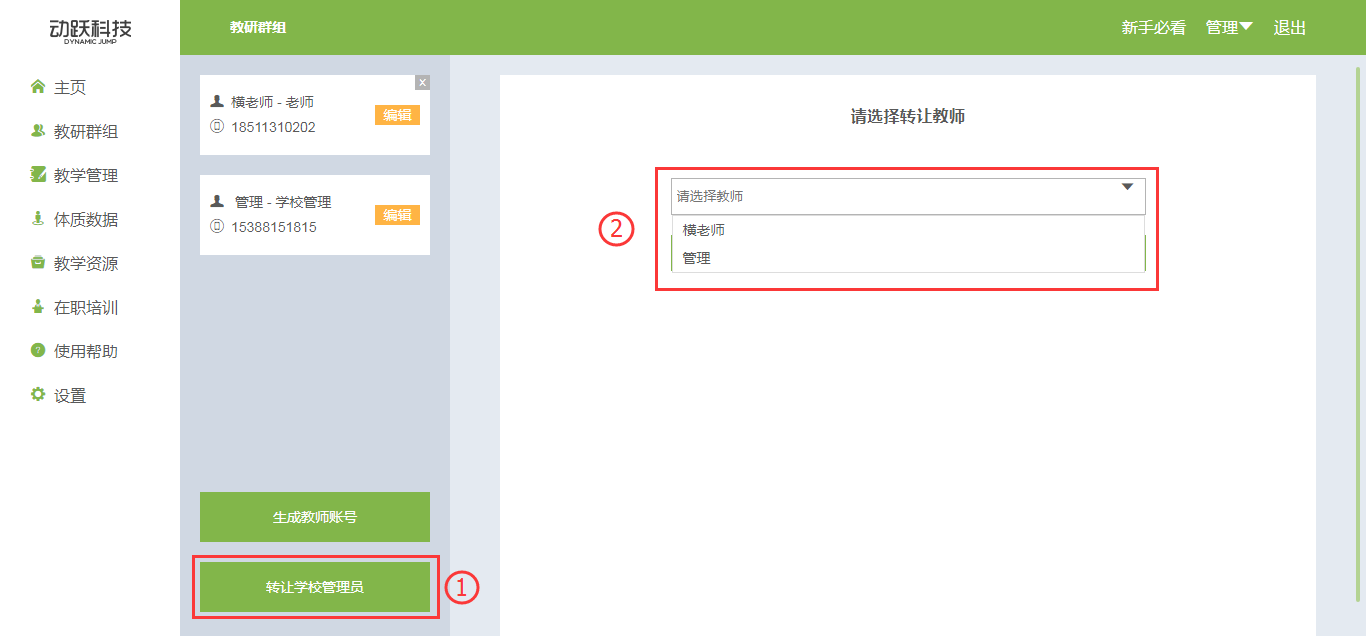 动跃科技
DYNAMIC JUMP
教研群组
新手必看 管理 退出
主页
教研群组
教学管理
体质数据
教学资源
在职培训
使用帮助
设置
x
横老师 - 老师
18511310202
编辑
管理 - 学校管理
15388151815
编辑
生成教师账号
转让学校管理员
①
请选择转让教师
②
请选择教师
横老师
管理